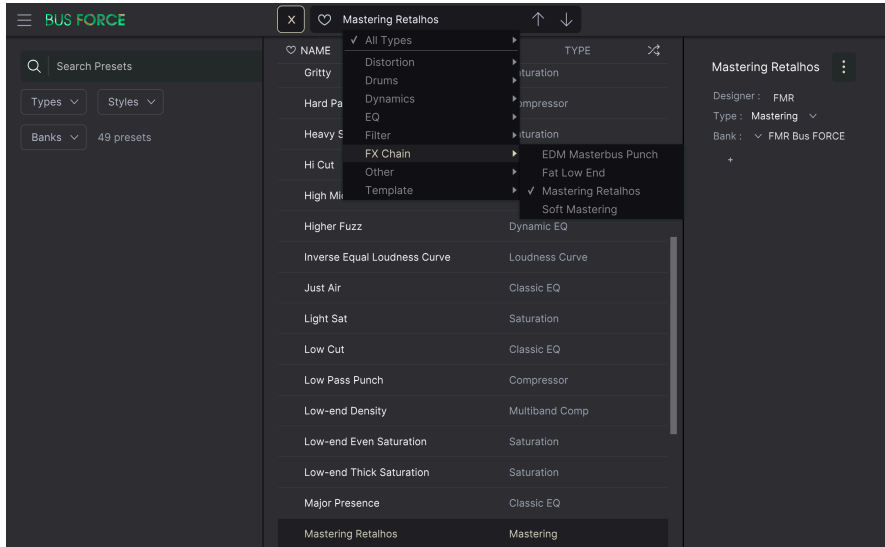 BUS FORCE
X Mastering Retalhos
Search Presets
Types Styles
Banks 49 presets
NAME TYPE
Gritty
Hard Pa
Heavy S
Hi Cut
High Mi
Higher Fuzz Dynamic EQ
Inverse Equal Loudness Curve Loudness Curve
Just Air Classic EQ
Light Sat Saturation
Low Cut Classic EQ
Low Pass Punch Compressor
Low-end Density Multiband Comp
Low-end Even Saturation Saturation
Low-end Thick Saturation Saturation
Major Presence Classic EQ
Mastering Retalhos Mastering
✓ All Types
Distortion
Drums
Dynamics
EQ
Filter
FX Chain
Other
Template
EDM Masterbus Punch
Fat Low End
✓ Mastering Retalhos
Soft Mastering
Mastering Retalhos
Designer : FMR
Type : Mastering
Bank : FMR Bus FORCE
+